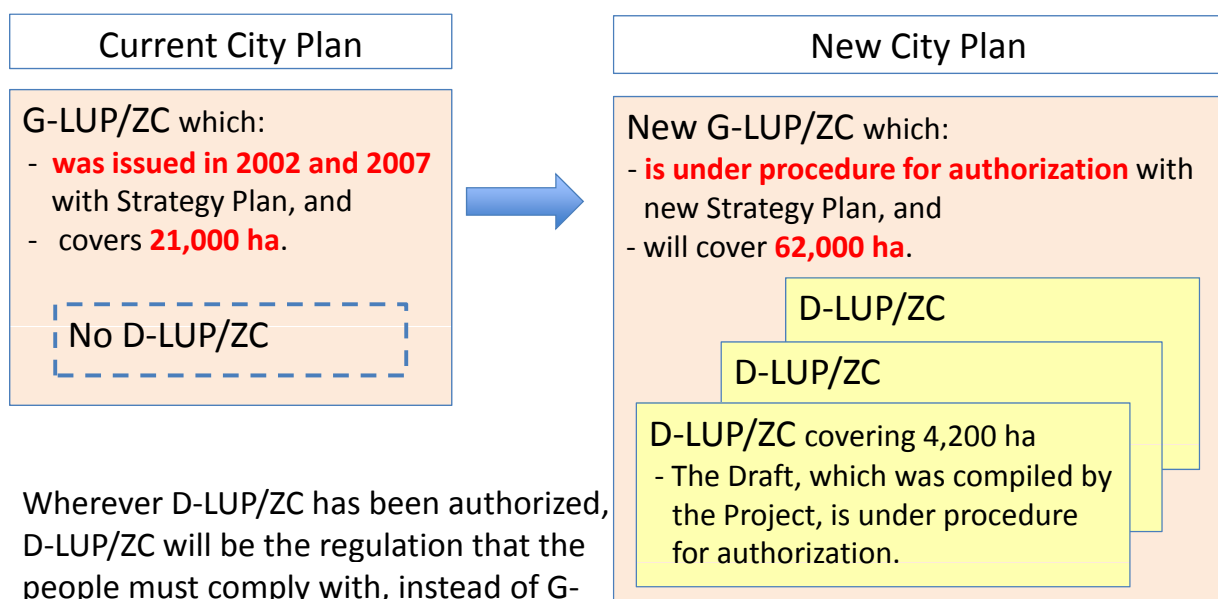 Current City Plan
G-LUP/ZC which:
- was issued in 2002 and 2007
with Strategy Plan, and
- covers 21,000 ha.
No D-LUP/ZC
New City Plan
New G-LUP/ZC which:
- is under procedure for authorization with
new Strategy Plan, and
- will cover 62,000 ha.
D-LUP/ZC
D-LUP/ZC
D-LUP/ZC covering 4,200 ha
- The Draft, which was compiled by
the Project, is under procedure
for authorization.
Wherever D-LUP/ZC has been authorized,
D-LUP/ZC will be the regulation that the
people must comply with, instead of G-